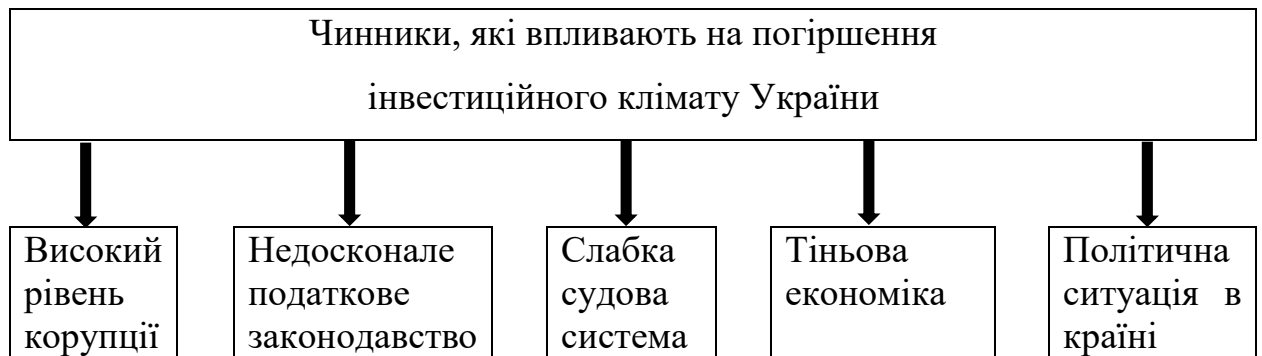 Чинники, які впливають на погіршення
інвестиційного клімату України
Високий
рівень
корупції
Недосконале
податкове
законодавство
Слабка
судова
система
Тіньова
економіка
Політична
ситуація в
країні